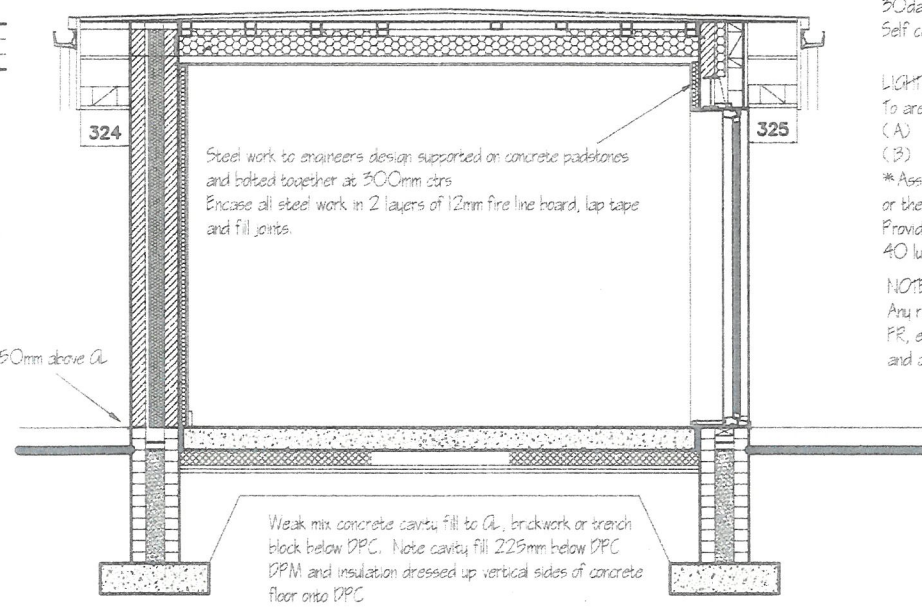 30da
Self c
LIGHT
To are
(A)
(B)
* Ass
or the
Provid
40 lu
NOTE
Any r
FR, e
and a
324
325
Steel work to engineers design supported on concrete padstones
and bolted together at 300mm ctrs
Encase all steel work in 2 layers of 12mm fire line board, lap tape
and fill joints.
50mm above GL
Weak mix concrete cavity fill to GL, brickwork or trench
block below DPC. Note cavity fill 225mm below DPC
DPM and insulation dressed up vertical sides of concrete
floor onto DPC